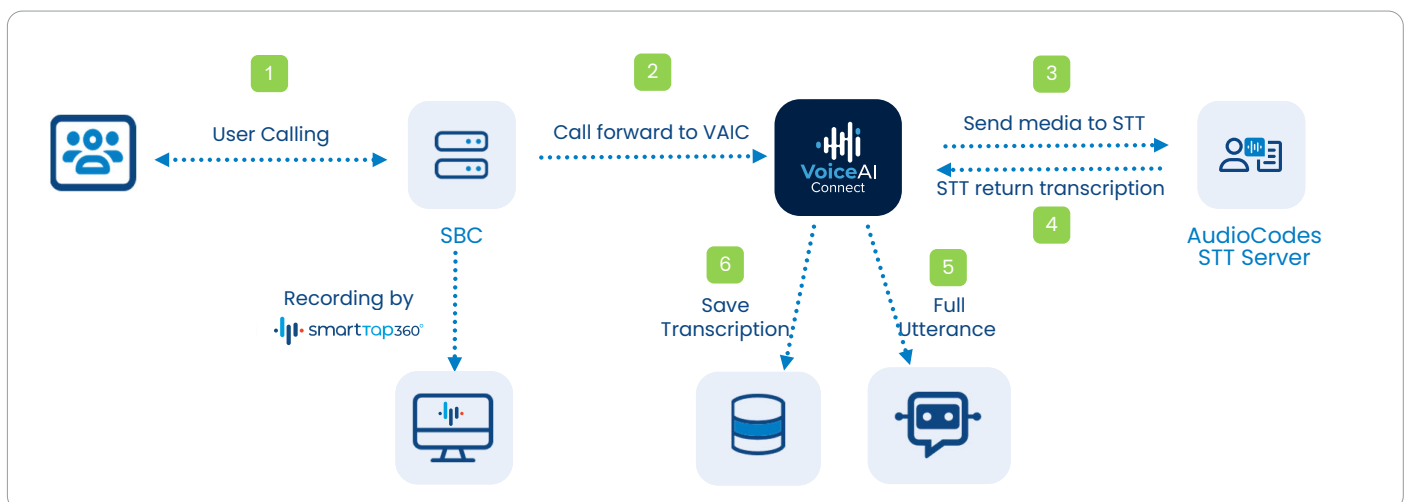 1
User Calling
2
Call forward to VAIC
3
Send media to STT
STT return transcription
4
VoiceAI
Connect
SBC
AudioCodes
STT Server
Recording by
smartTap360°
6
Save
Transcription
5
Full
Utterance